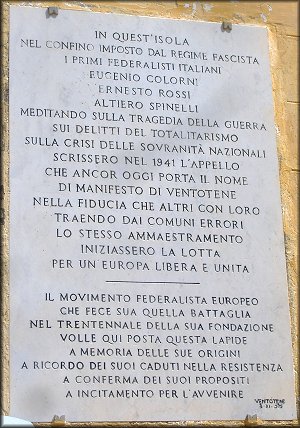 IN QUEST'ISOLA
NEL CONFINO IMPOSTO DAL REGIME FASCISTA
I PRIMI FEDERALISTI ITALIANI
EUGENIO COLORNI
ERNESTO ROSSI
ALTIERO SPINELLI
MEDITANDO SULLA TRAGEDIA DELLA GUERRA
SUI DELITTI DEL TOTALITARISMO
SULLA CRISI DELLE SOVRANITÀ NAZIONALI
SCRISSERO NEL 1941 L'APPELLO
CHE ANCOR OGGI PORTA IL NOME
DI MANIFESTO DI VENTOTENE
NELLA FIDUCIA CHE ALTRI CON LORO
TRAENDO DAI COMUNI ERRORI
LO STESSO AMMAESTRAMENTO
INIZIASSERO LA LOTTA
PER UN EUROPA LIBERA E UNITA
IL MOVIMENTO FEDERALISTA EUROPEO
CHE FECE SUA QUELLA BATTAGLIA
NEL TRENTENNALE DELLA SUA FONDAZIONE
VOLLE QUI POSTA QUESTA LAPIDE
A MEMORIA DELLE SUE ORIGINI
A RICORDO DEI SUOI CADUTI NELLA RESISTENZA
A CONFERMA DEI SUOI PROPOSITI
A INCITAMENTO PER L'AVVENIRE
VENTOTENE